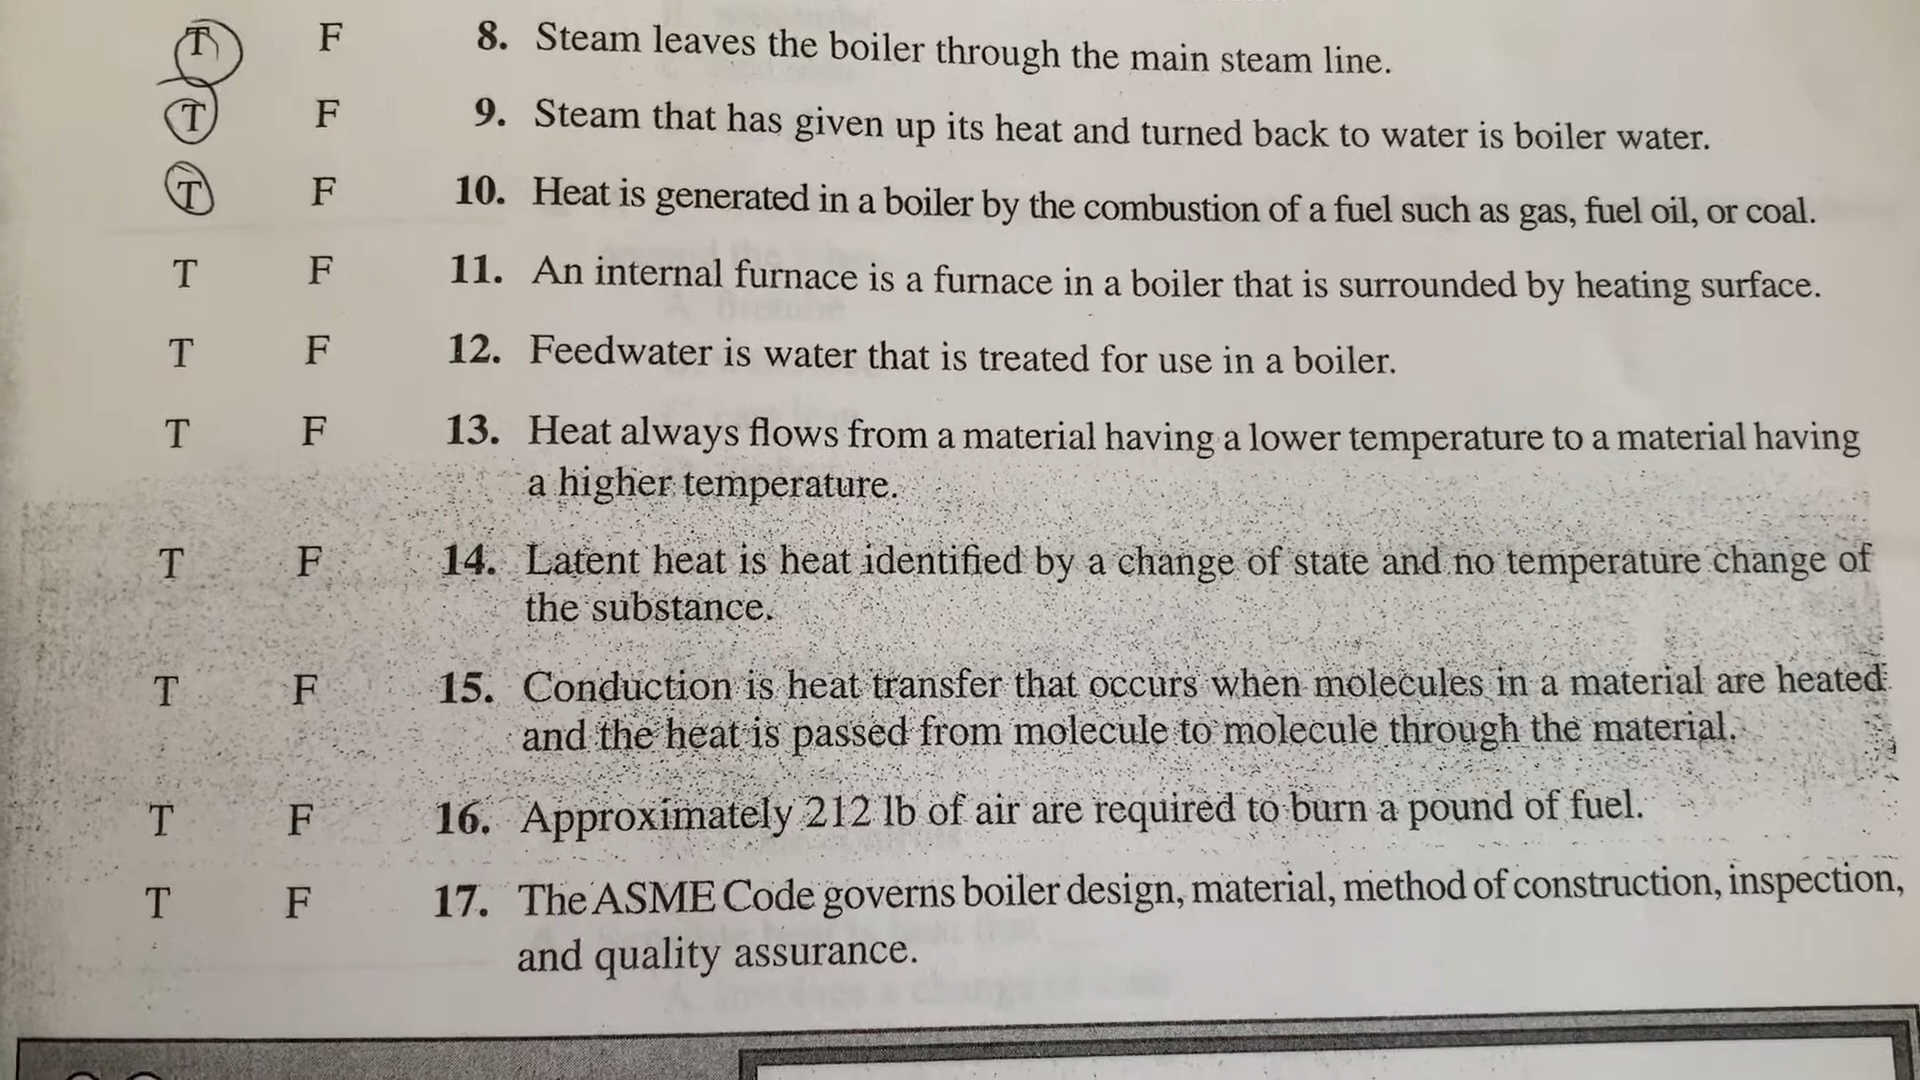 T F 8. Steam leaves the boiler through the main steam line.
T F 9. Steam that has given up its heat and turned back to water is boiler water.
T F 10. Heat is generated in a boiler by the combustion of a fuel such as gas, fuel oil, or coal.
T F 11. An internal furnace is a furnace in a boiler that is surrounded by heating surface.
T F 12. Feedwater is water that is treated for use in a boiler.
T F 13. Heat always flows from a material having a lower temperature to a material having
a higher temperature.
T F 14. Latent heat is heat identified by a change of state and no temperature change of
the substance.
T F 15. Conduction is heat transfer that occurs when molecules in a material are heated
and the heat is passed from molecule to molecule through the material.
T F 16. Approximately 212 lb of air are required to burn a pound of fuel.
T F 17. The ASME Code governs boiler design, material, method of construction, inspection,
and quality assurance.